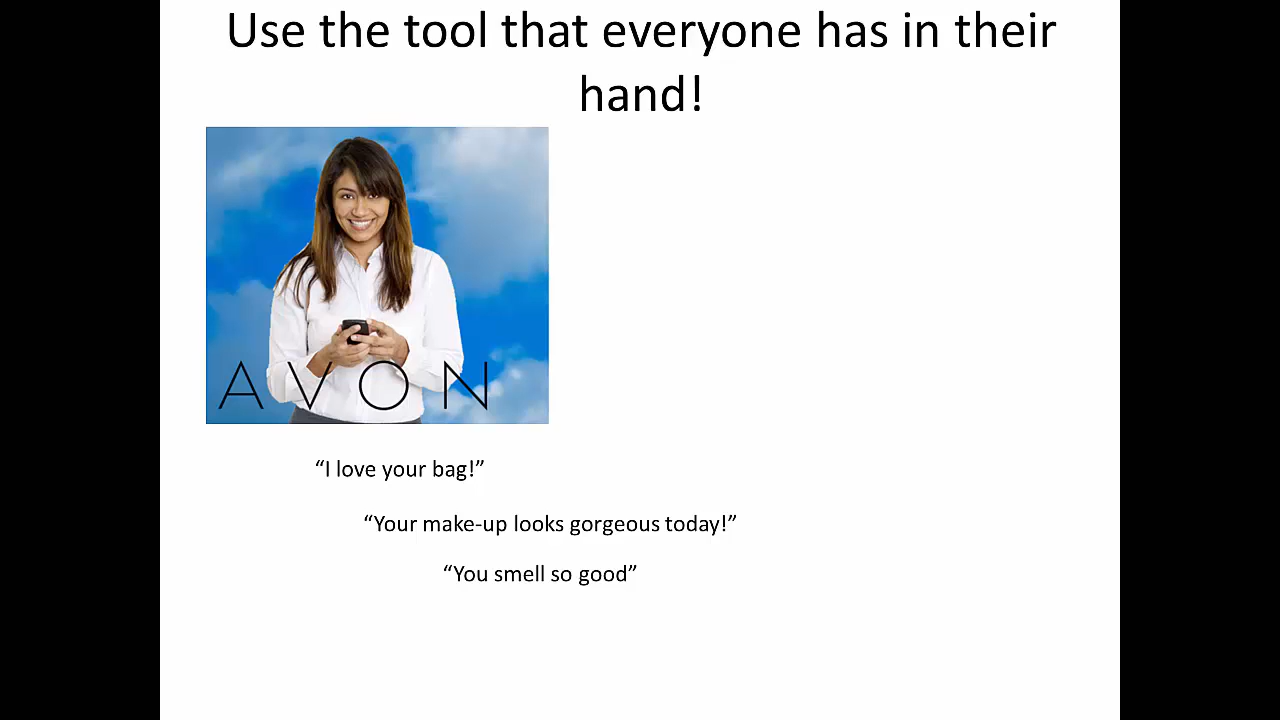 Use the tool that everyone has in their
hand!
AVON
“I love your bag!”
“Your make-up looks gorgeous today!”
“You smell so good”